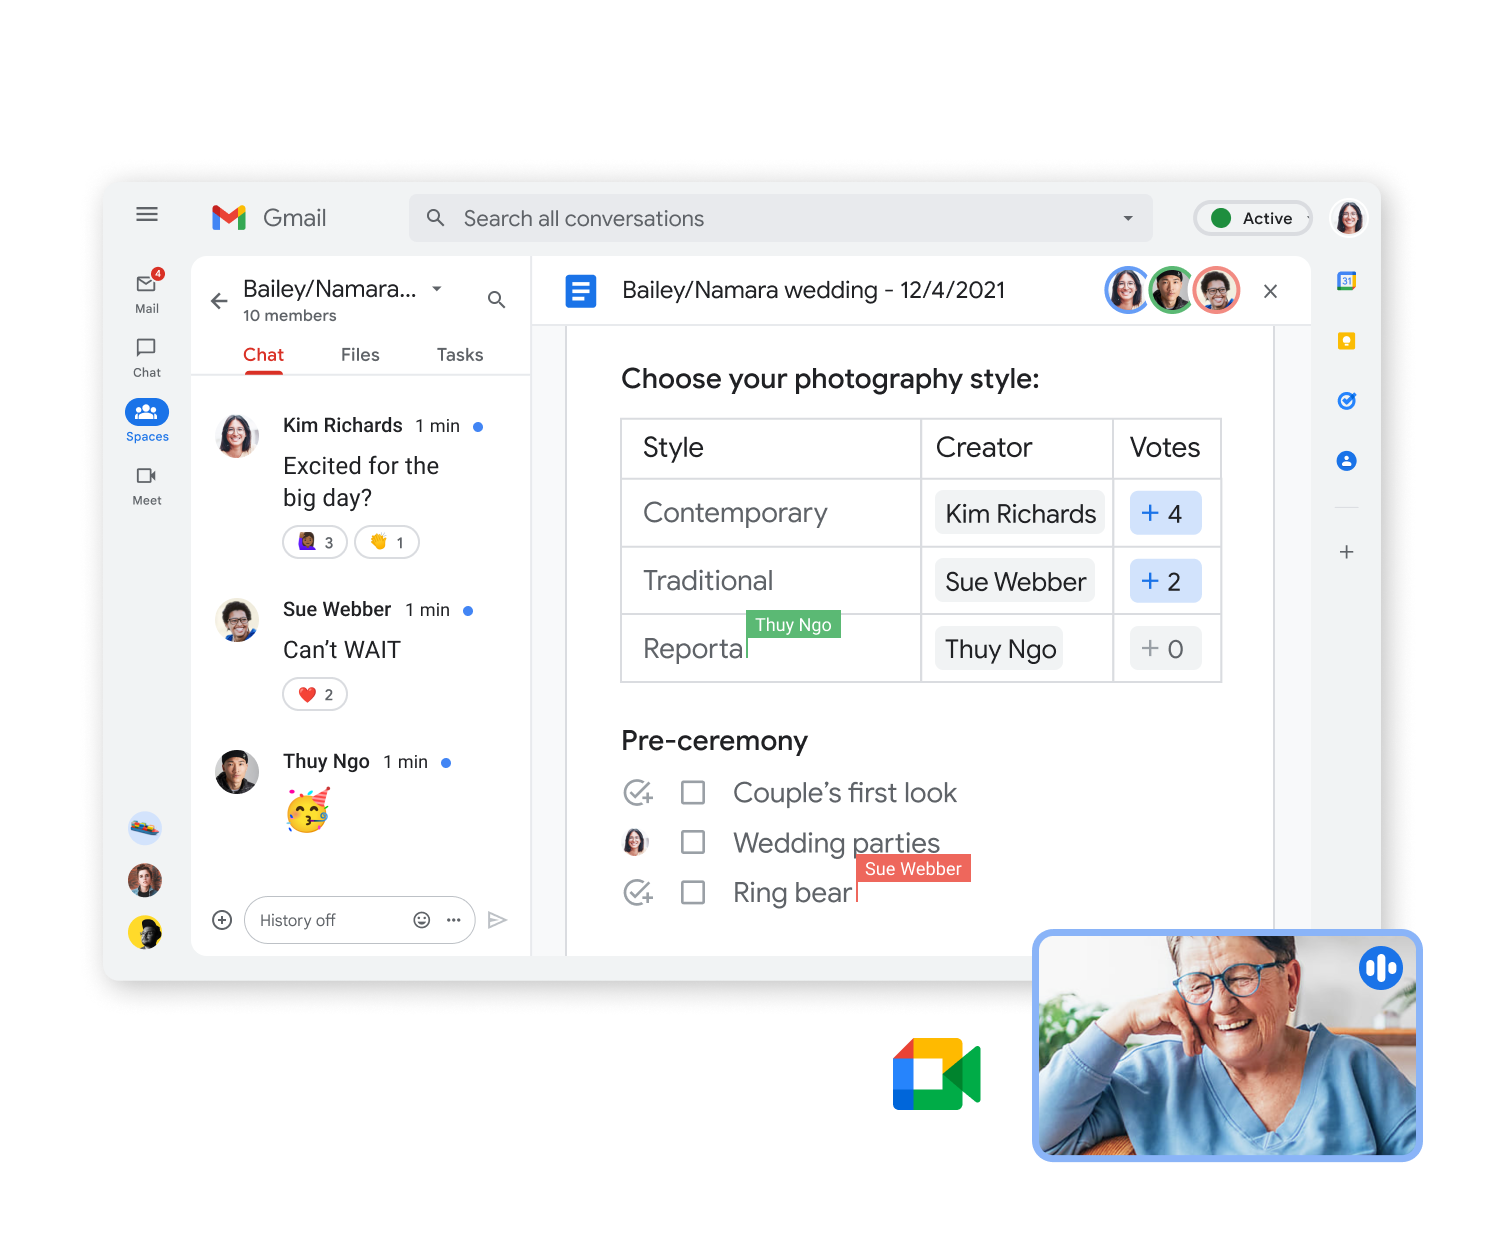 Gmail
Search all conversations
Active
4
Mail
Chat
Spaces
Meet
Bailey/Namara...
10 members
Chat Files Tasks
Kim Richards 1 min
Excited for the
big day?
3 1
Sue Webber 1 min
Can't WAIT
2
Thuy Ngo 1 min
History off
Bailey/Namara wedding - 12/4/2021
Choose your photography style:
Style Creator Votes
Contemporary Kim Richards + 4
Traditional Sue Webber + 2
Thuy Ngo
Reporta Thuy Ngo + 0
Pre-ceremony
Couple's first look
Wedding parties
Sue Webber
Ring bear
31